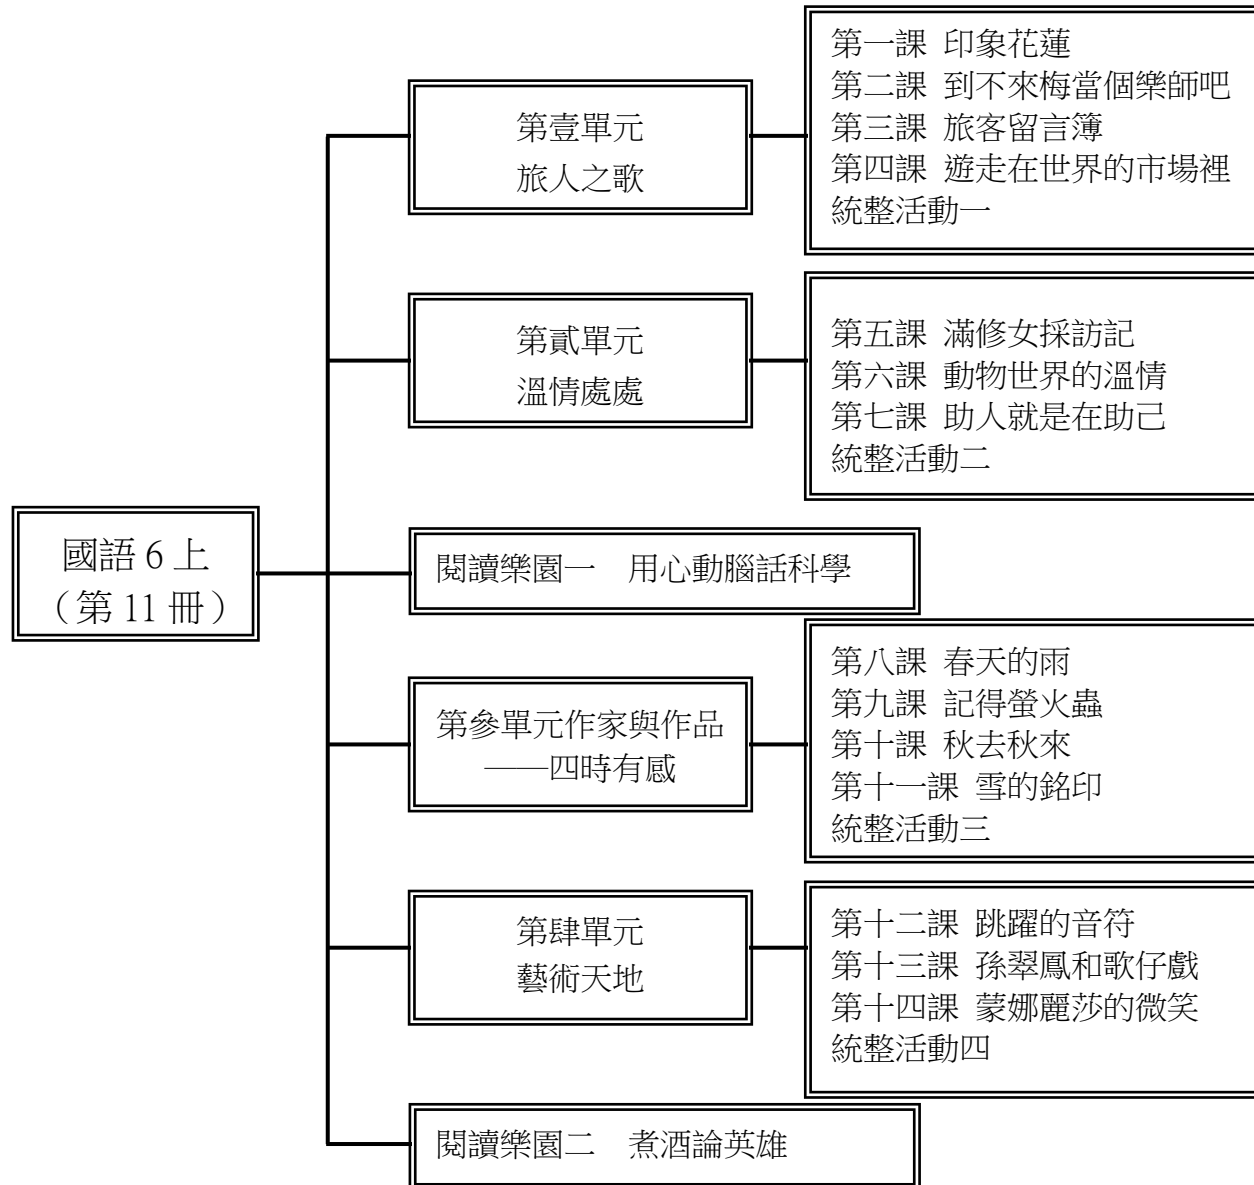 國語 6 上
（第 11 冊）
第壹單元
旅人之歌
第一課 印象花蓮
第二課 到不來梅當個樂師吧
第三課 旅客留言簿
第四課 遊走在世界的市場裡
統整活動一
第貳單元
溫情處處
第五課 滿修女採訪記
第六課 動物世界的溫情
第七課 助人就是在助己
統整活動二
閱讀樂園一　用心動腦話科學
第參單元作家與作品
——四時有感
第八課 春天的雨
第九課 記得螢火蟲
第十課 秋去秋來
第十一課 雪的銘印
統整活動三
第肆單元
藝術天地
第十二課 跳躍的音符
第十三課 孫翠鳳和歌仔戲
第十四課 蒙娜麗莎的微笑
統整活動四
閱讀樂園二　煮酒論英雄